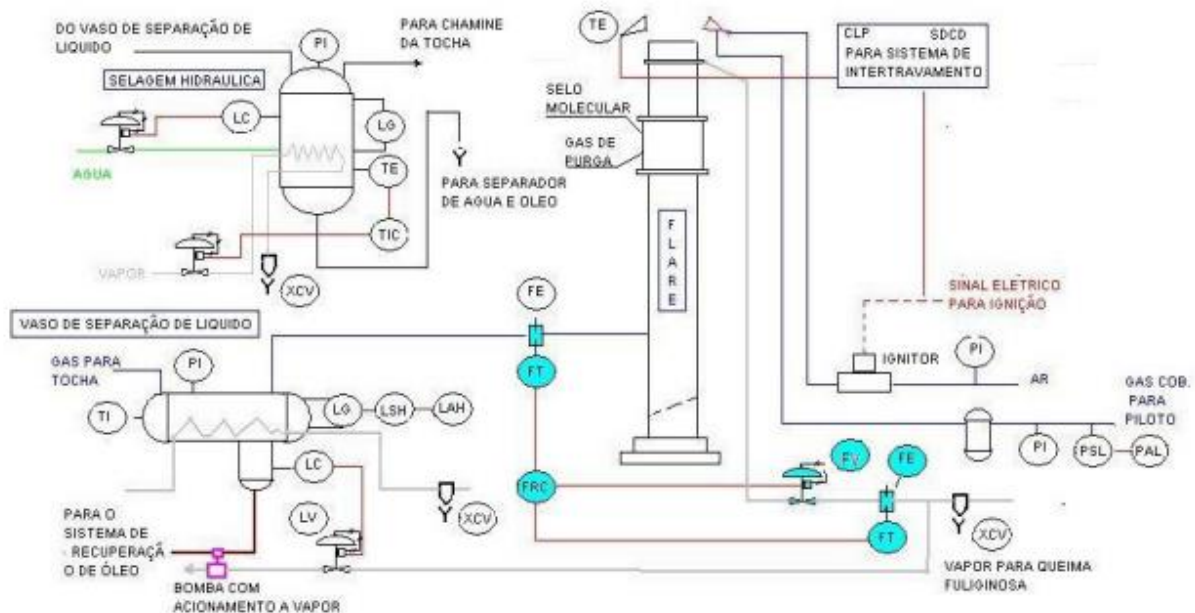 DO VASO DE SEPARAÇÃO DE
LIQUIDO
PI
PARA CHAMINE
DA TOCHA
SELAGEM HIDRAULICA
LC
LG
TE
TIC
AGUA
VAPOR
XCV
PARA SEPARADOR
DE AGUA E OLEO
TE
CLP SDCD
PARA SISTEMA DE
INTERTRAVAMENTO
SELO
MOLECULAR
GAS DE
PURGA
FLARE
SINAL ELÉTRICO
PARA IGNIÇÃO
IGNITOR
PI
AR
GAS COB.
PARA
PILOTO
PI
PSL
PAL
VASO DE SEPARAÇÃO DE LIQUIDO
GAS PARA
TOCHA
PI
TI
LG
LSH
LAH
LC
LV
XCV
FE
FT
FRC
FV
FE
FT
XCV
VAPOR PARA QUEIMA
FULIGINOSA
PARA O
SISTEMA DE
- RECUPERAÇÃ
O DE ÓLEO
BOMBA COM
ACIONAMENTO A VAPOR